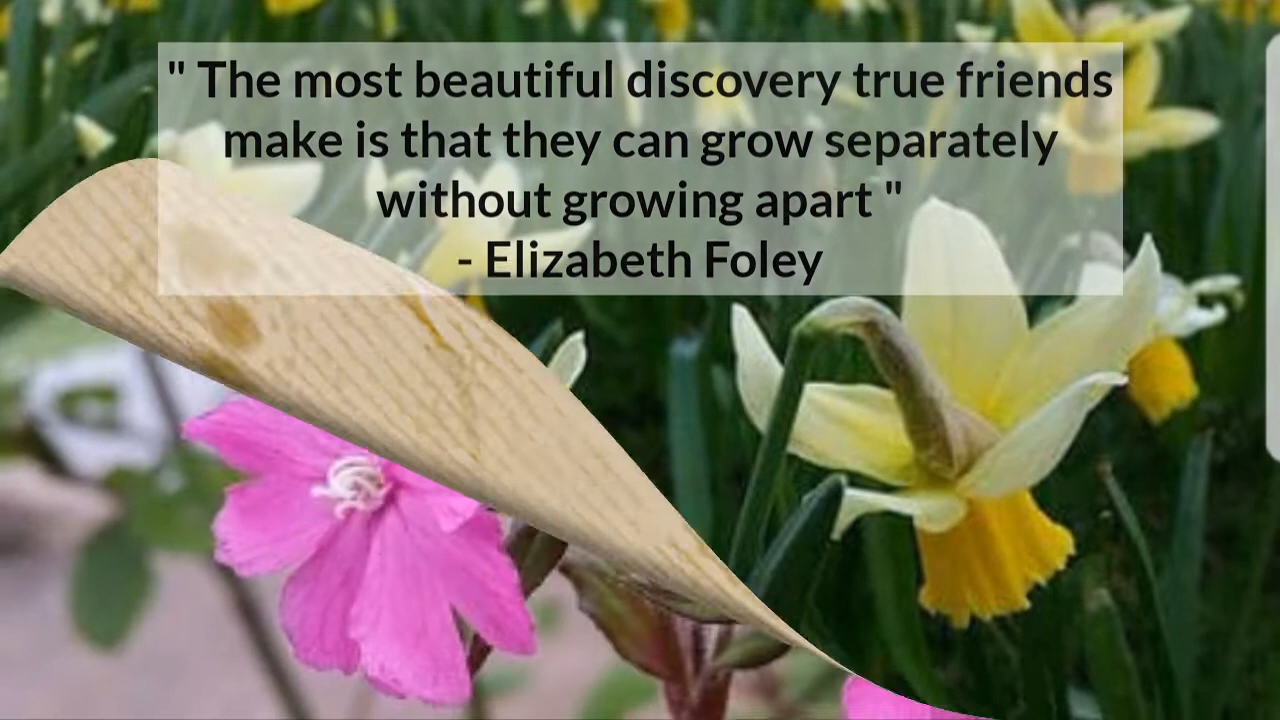 " The most beautiful discovery true friends
make is that they can grow separately
without growing apart "
- Elizabeth Foley